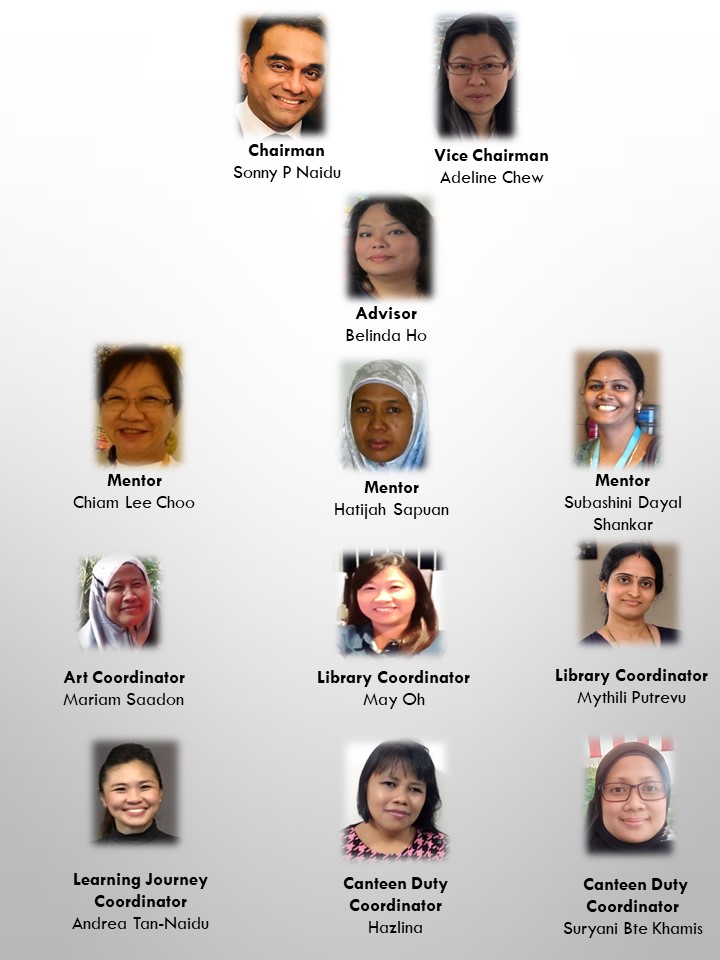 Chairman
Sonny P Naidu
Vice Chairman
Adeline Chew
Advisor
Belinda Ho
Mentor
Chiam Lee Choo
Mentor
Hatijah Sapuan
Mentor
Subashini Dayal
Shankar
Art Coordinator
Mariam Saadon
Library Coordinator
May Oh
Library Coordinator
Mythili Putrevu
Learning Journey
Coordinator
Andrea Tan-Naidu
Canteen Duty
Coordinator
Hazlina
Canteen Duty
Coordinator
Suryani Bte Khamis